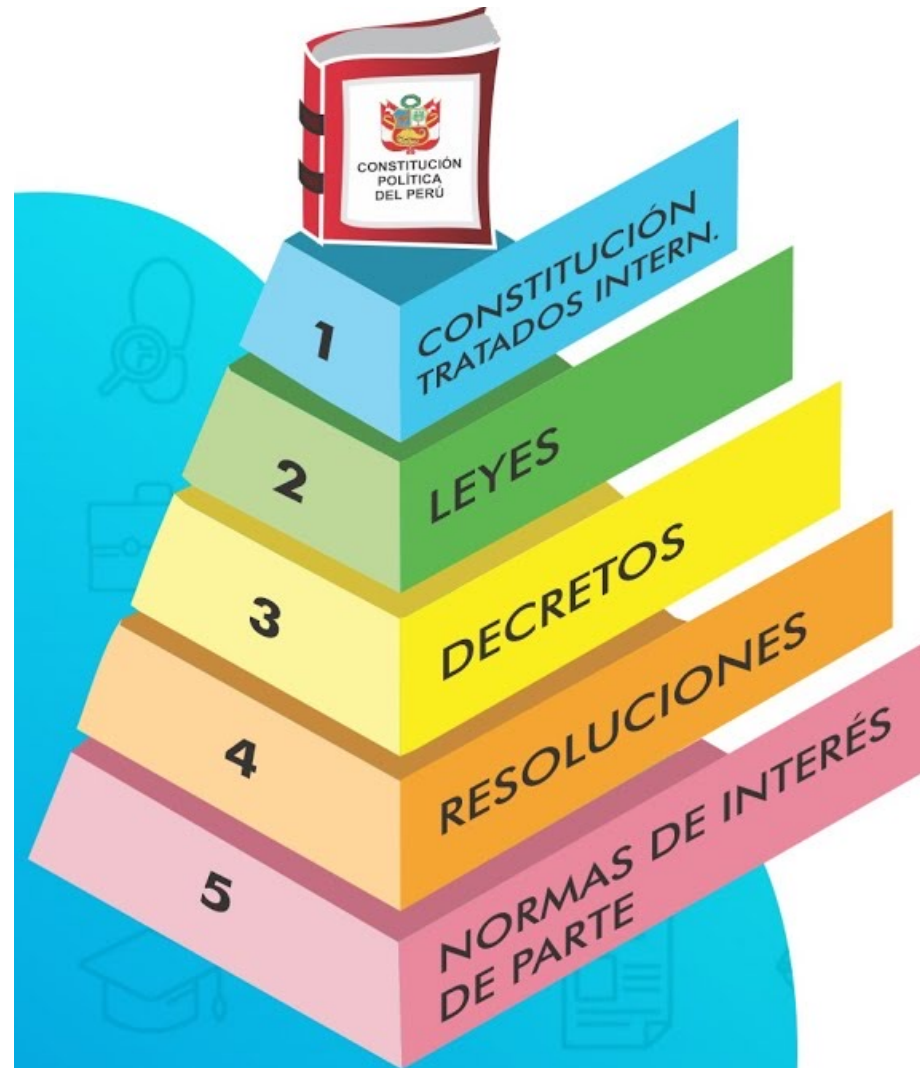 CONSTITUCIÓN
POLÍTICA
DEL PERÚ
1
CONSTITUCIÓN
TRATADOS INTERN.
2
LEYES
3
DECRETOS
4
RESOLUCIONES
5
NORMAS DE INTERÉS
DE PARTE